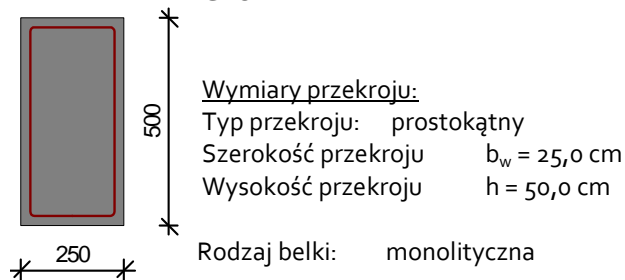 Wymiary przekroju:
Typ przekroju: prostokątny
Szerokość przekroju b_w = 25,0 cm
Wysokość przekroju h = 50,0 cm
Rodzaj belki: monolityczna
500
250